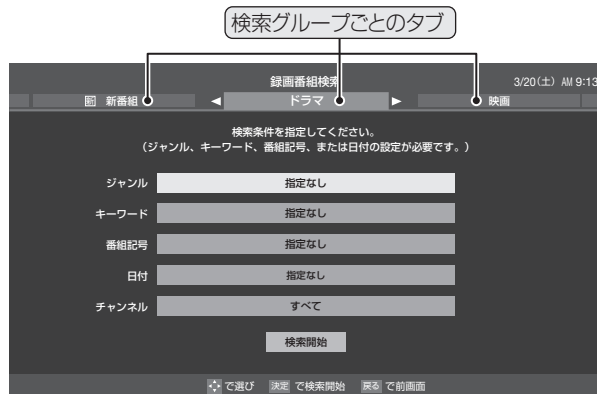 検索グループごとのタブ
録画番組検索
3/20(土) AM 9:13
新 新番組 ◀ ドラマ ▶ 映画
検索条件を指定してください。
(ジャンル、キーワード、番組記号、または日付の設定が必要です。)
ジャンル 指定なし
キーワード 指定なし
番組記号 指定なし
日付 指定なし
チャンネル すべて
検索開始
で選び 決定 で検索開始 戻る で前画面